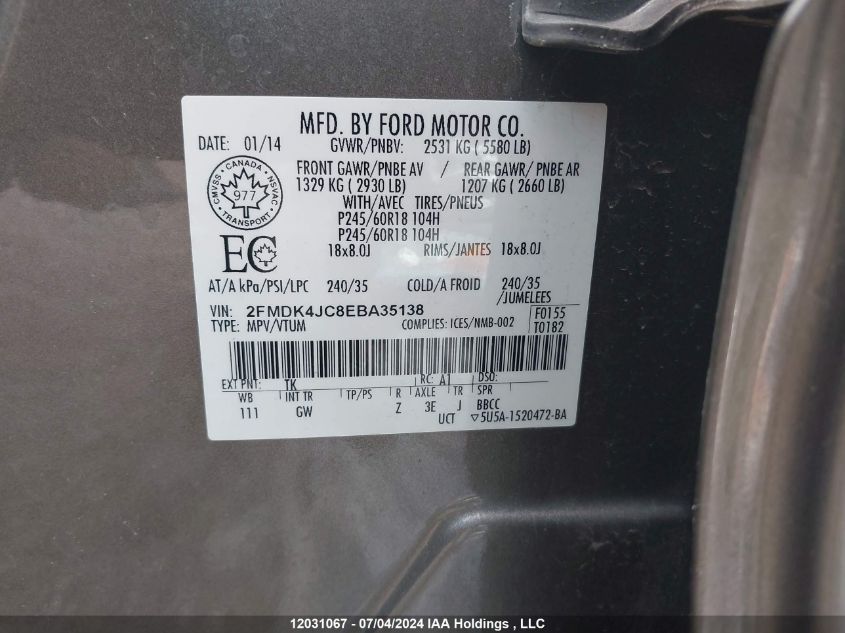 MFD. BY FORD MOTOR CO.
DATE: 01/14 GVWR/PNBV: 2531 KG ( 5580 LB)
FRONT GAWR/PNBE AV / REAR GAWR/ PNBE AR
1329 KG ( 2930 LB) 1207 KG ( 2660 LB)
WITH/AVEC TIRES/PNEUS
P245/60R18 104H
P245/60R18 104H
18x8.0J RIMS/JANTES 18x8.0J
CMVSS CANADA NSVAC
977
TRANSPORT
EC
AT/A kPa/PSI/LPC 240/35 COLD/A FROID 240/35
/JUMELEES
VIN: 2FMDK4JC8EBA35138 F0155
TYPE: MPV/VTUM COMPLIES: ICES/NMB-002 T0182
EXT PNT: TK RC: A1 DSO:
WB INT TR TP/PS R AXLE TR SPR
111 GW Z 3E J BBCC
UCT ▽5U5A-1520472-BA
12031067 - 07/04/2024 IAA Holdings , LLC